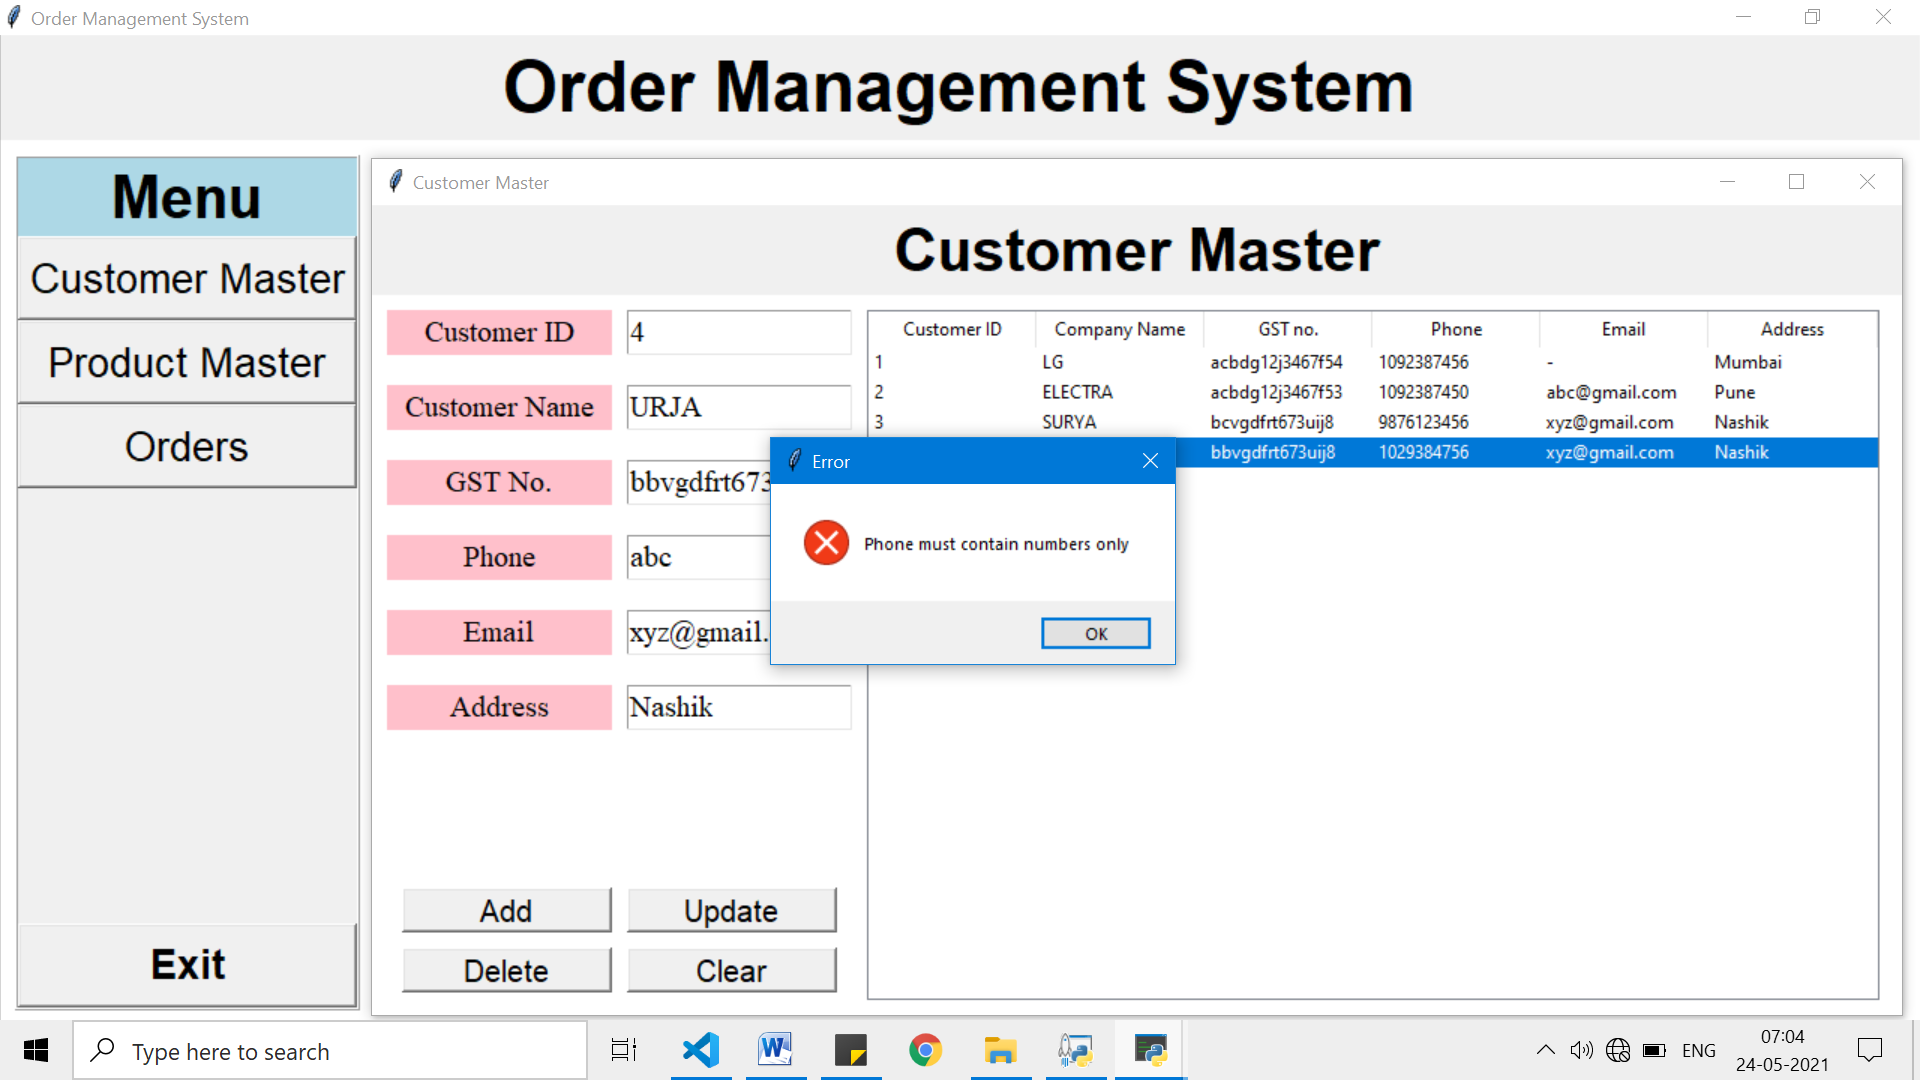 Order Management System
Order Management System
Menu
Customer Master
Product Master
Orders
Exit
Customer Master
Customer Master
Customer ID 4
Customer Name URJA
GST No. bbvgdfrt673
Phone abc
Email xyz@gmail.
Address Nashik
Add Update
Delete Clear
Customer ID Company Name GST no. Phone Email Address
1 LG acbdg12j3467f54 1092387456 - Mumbai
2 ELECTRA acbdg12j3467f53 1092387450 abc@gmail.com Pune
3 SURYA bcvgdfrt673uij8 9876123456 xyz@gmail.com Nashik
bbvgdfrt673uij8 1029384756 xyz@gmail.com Nashik
Error
Phone must contain numbers only
OK
Type here to search
ENG
07:04
24-05-2021